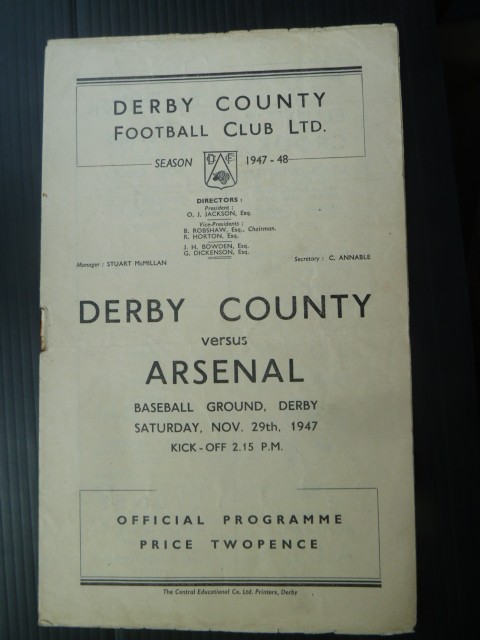 DERBY COUNTY
FOOTBALL CLUB LTD.
SEASON 1947 - 48
DIRECTORS :
President :
O. J. JACKSON, Esq.
Vice-Presidents :
B. ROBSHAW, Esq., Chairman.
R. HORTON, Esq.
J. H. BOWDEN, Esq.
G. DICKENSON, Esq.
Manager : STUART McMILLAN
Secretary : C. ANNABLE
DERBY COUNTY
versus
ARSENAL
BASEBALL GROUND, DERBY
SATURDAY, NOV. 29th, 1947
KICK - OFF 2.15 P.M.
OFFICIAL PROGRAMME
PRICE TWOPENCE
The Central Educational Co. Ltd. Printers, Derby